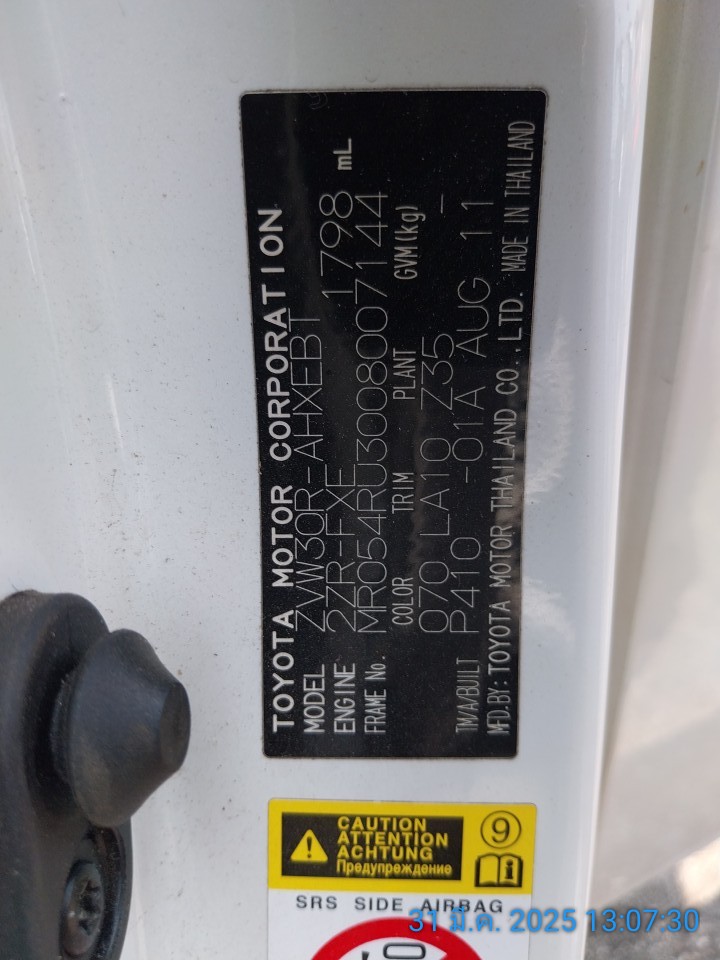 TOYOTA MOTOR CORPORATION
MODEL ZVW30R-AHXEBT
ENGINE 2ZR-FXE 1798 mL
FRAME No. MR054RU3008007144
COLOR TRIM PLANT GVM(kg)
070 LA10 Z35 -
TM/A/BUILT P410 -01A AUG 11
MFD.BY:TOYOTA MOTOR THAILAND CO.,LTD. MADE IN THAILAND
CAUTION
ATTENTION
ACHTUNG
Предупреждение
9
SRS SIDE AIRBAG
31 มี.ค. 2025 13:07:30